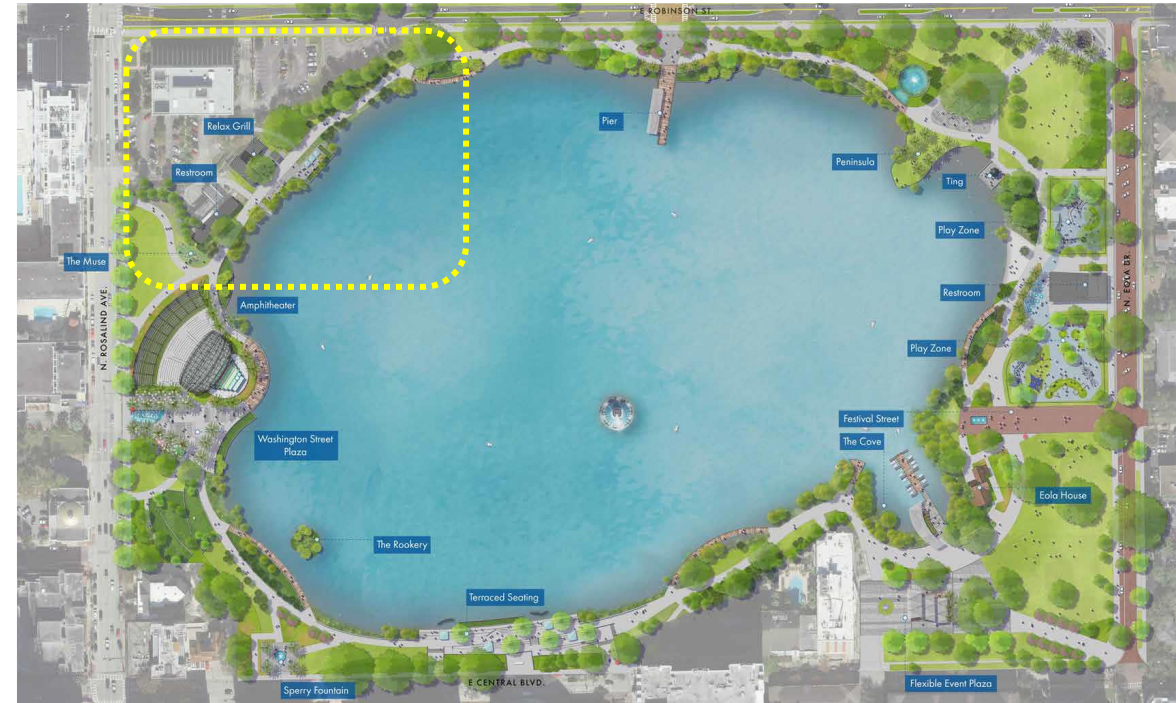 E ROBINSON ST.
Relax Grill
Pier
Restroom
Peninsula
Ting
Play Zone
The Muse
N. EOLA DR.
Restroom
Amphitheater
N. ROSALIND AVE.
Play Zone
Festival Street
The Cove
Washington Street
Plaza
Eola House
The Rookery
Terraced Seating
E CENTRAL BLVD.
Sperry Fountain
Flexible Event Plaza